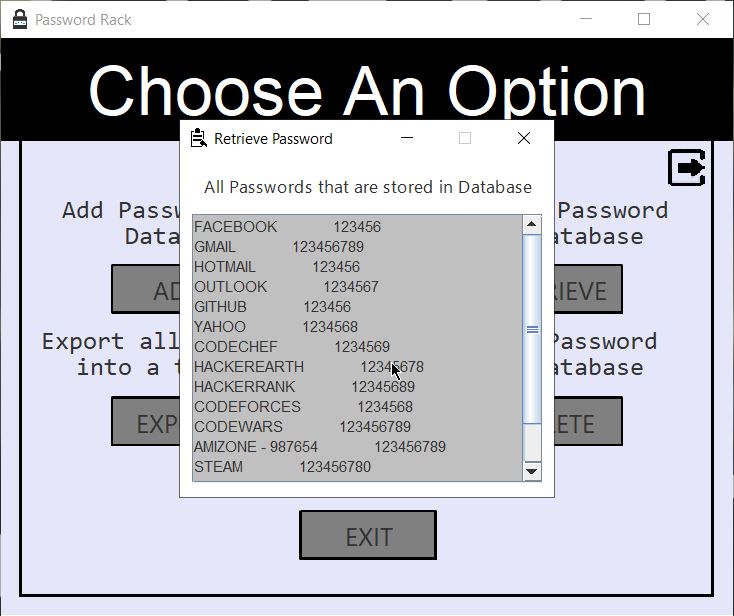 Password Rack
Choose An Option
Retrieve Password
All Passwords that are stored in Database
FACEBOOK 123456
GMAIL 123456789
HOTMAIL 123456
OUTLOOK 1234567
GITHUB 123456
YAHOO 1234568
CODECHEF 1234569
HACKEREARTH 12345678
HACKERRANK 12345689
CODEFORCES 1234568
CODEWARS 123456789
AMIZONE - 987654 123456789
STEAM 123456780
Add Passw
Data
AD
Password
atabase
RIEVE
Export all
into a t
EXP
Password
atabase
ETE
EXIT